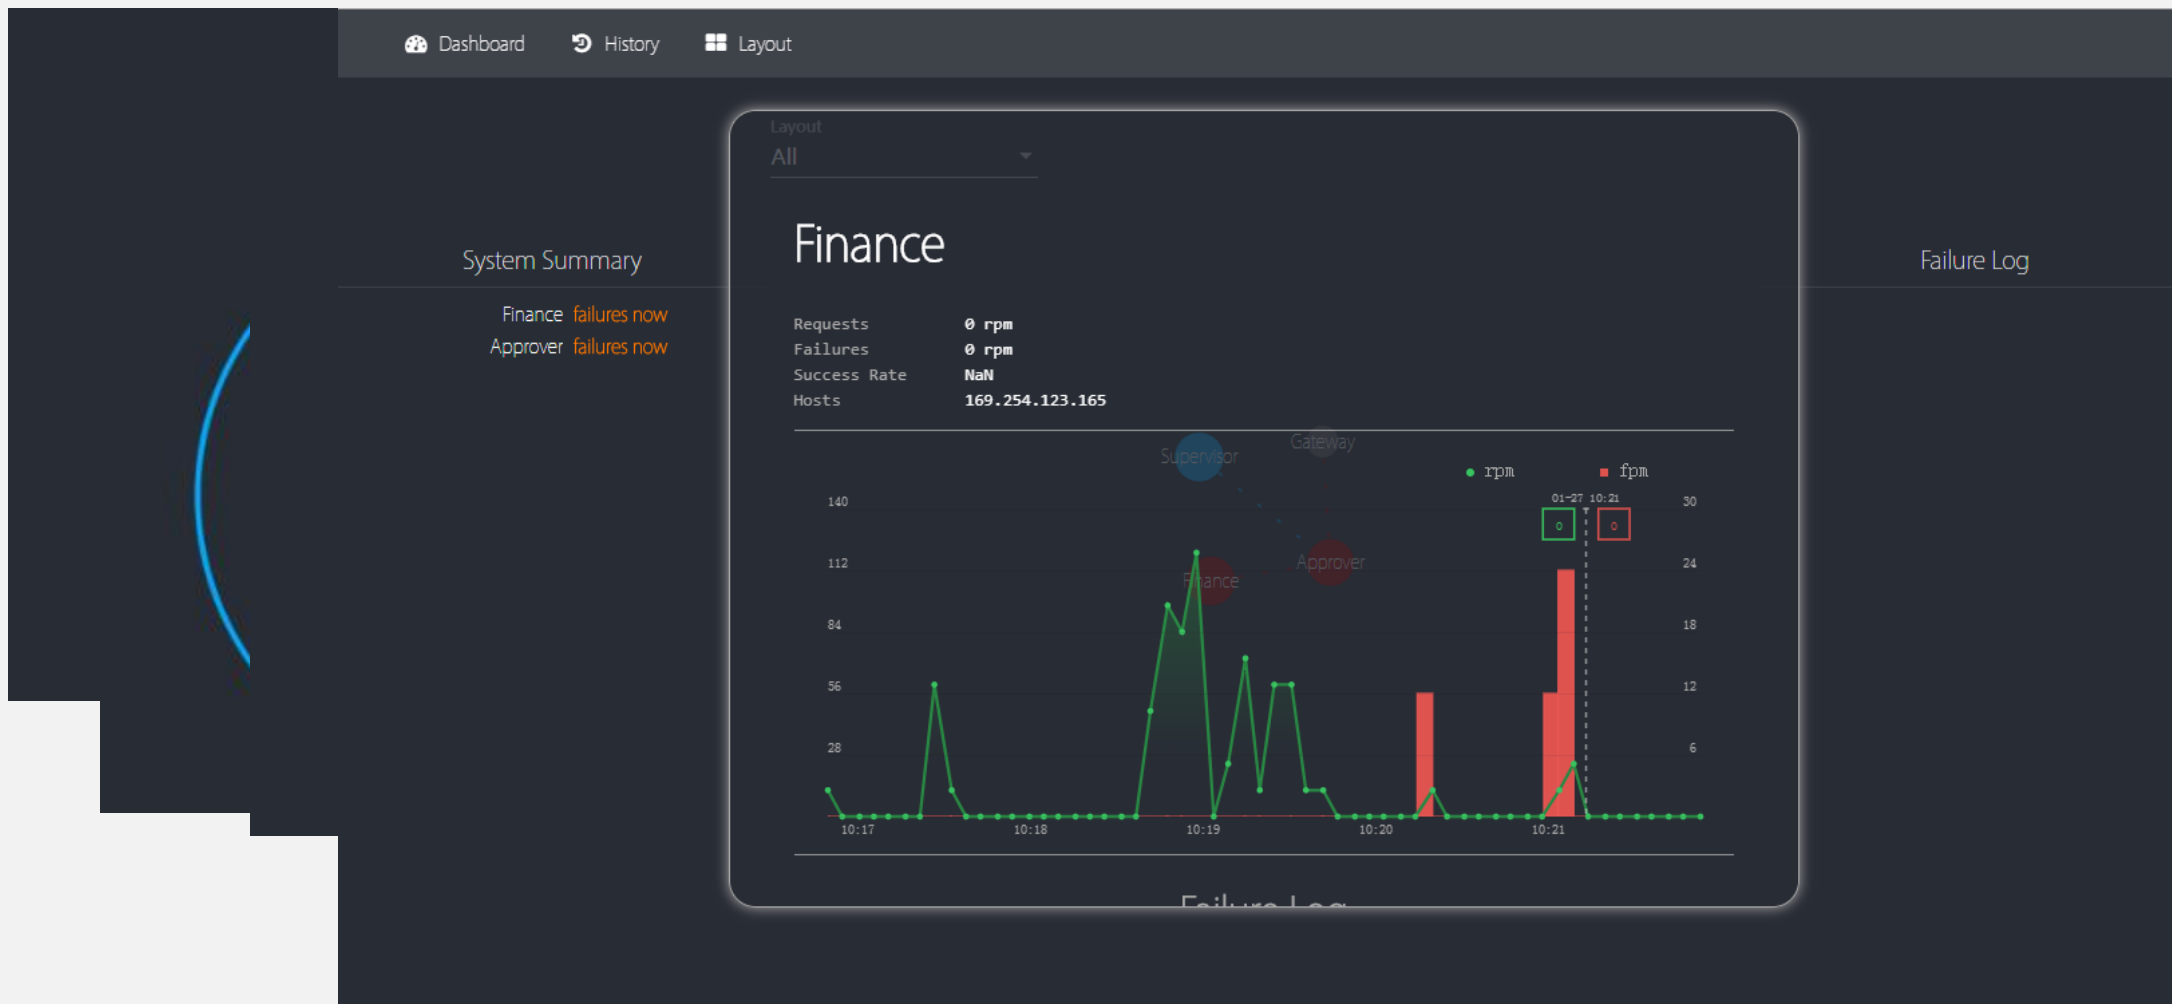 Dashboard History Layout
Layout
All
System Summary
Finance failures now
Approver failures now
Finance
Requests 0 rpm
Failures 0 rpm
Success Rate NaN
Hosts 169.254.123.165
Supervisor
Gateway
Finance
Approver
rpm fpm
01-27 10:21
0 0
140
112
84
56
28
30
24
18
12
6
10:17 10:18 10:19 10:20 10:21
Failure Log
Failure Log